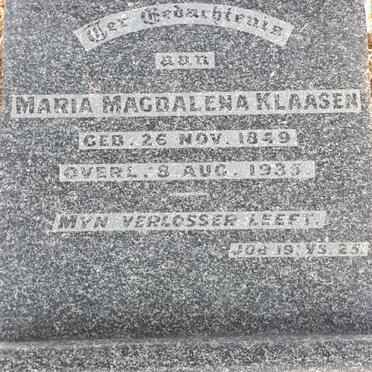 Ter Gedachtenis
aan
MARIA MAGDALENA KLAASEN
GEB. 26 NOV. 1849
OVERL. 8 AUG. 1935
MYN VERLOSSER LEEFT.
JOB 19. VS. 25.